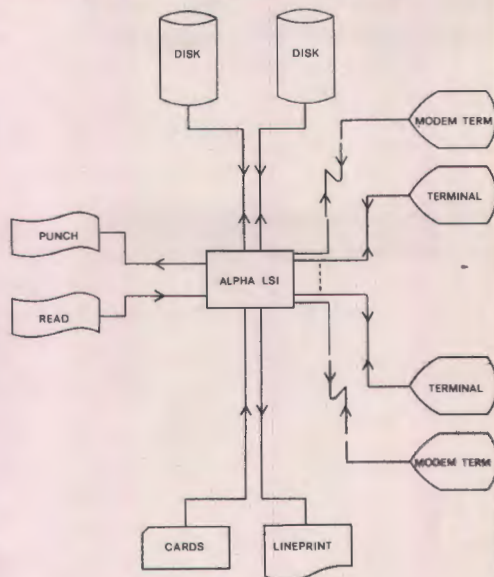 DISK
DISK
MODEM TERM
TERMINAL
PUNCH
ALPHA LSI
READ
TERMINAL
MODEM TERM
CARDS
LINEPRINT